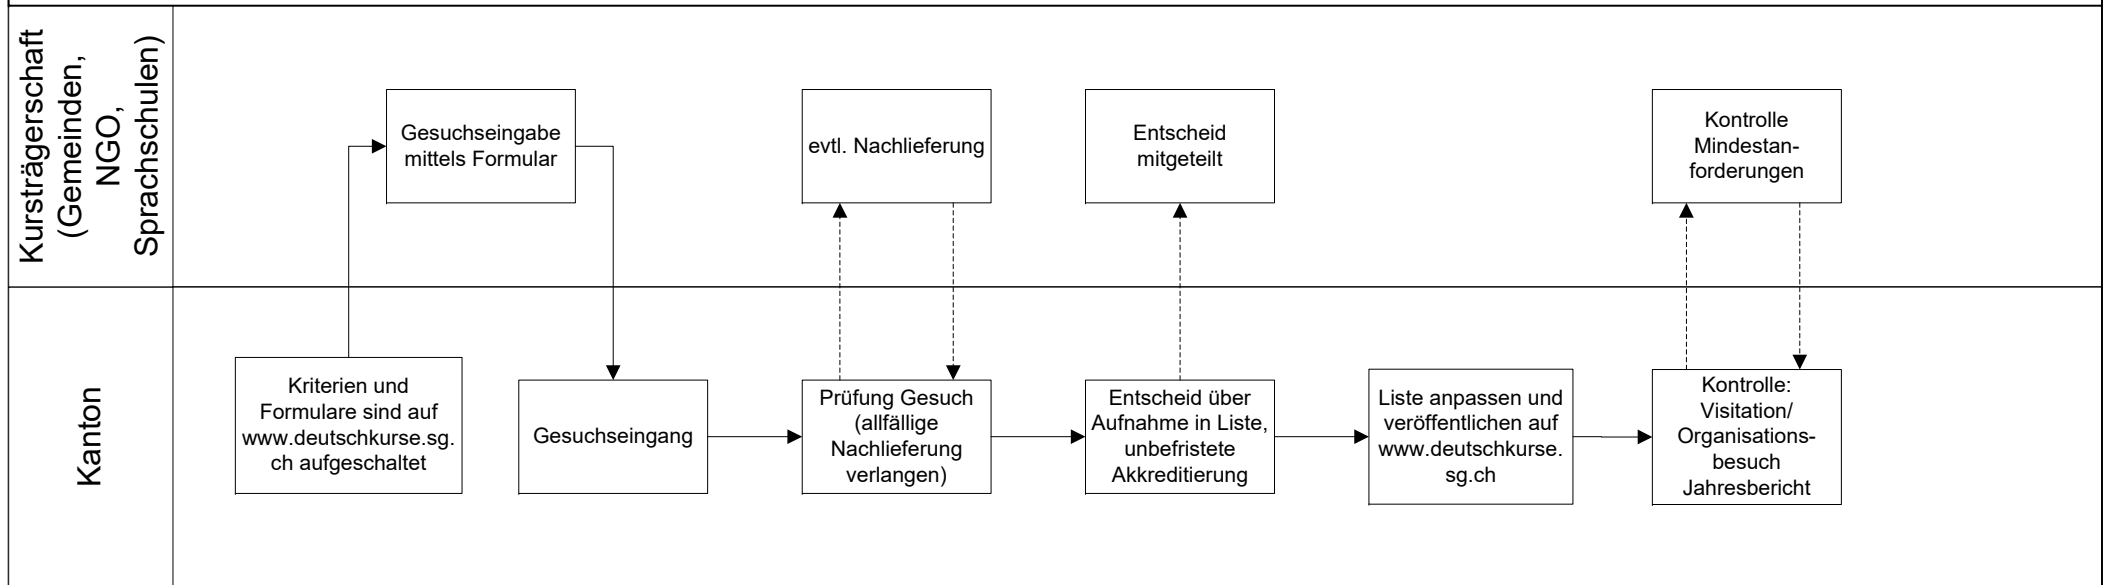 Kursträgerschaft
(Gemeinden,
NGO,
Sprachschulen)
Gesuchseingabe
mittels Formular
evtl. Nachlieferung
Entscheid
mitgeteilt
Kontrolle
Mindestan-
forderungen
Kanton
Kriterien und
Formulare sind auf
www.deutschkurse.sg.
ch aufgeschaltet
Gesuchseingang
Prüfung Gesuch
(allfällige
Nachlieferung
verlangen)
Entscheid über
Aufnahme in Liste,
unbefristete
Akkreditierung
Liste anpassen und
veröffentlichen auf
www.deutschkurse.
sg.ch
Kontrolle:
Visitation/
Organisations-
besuch
Jahresbericht